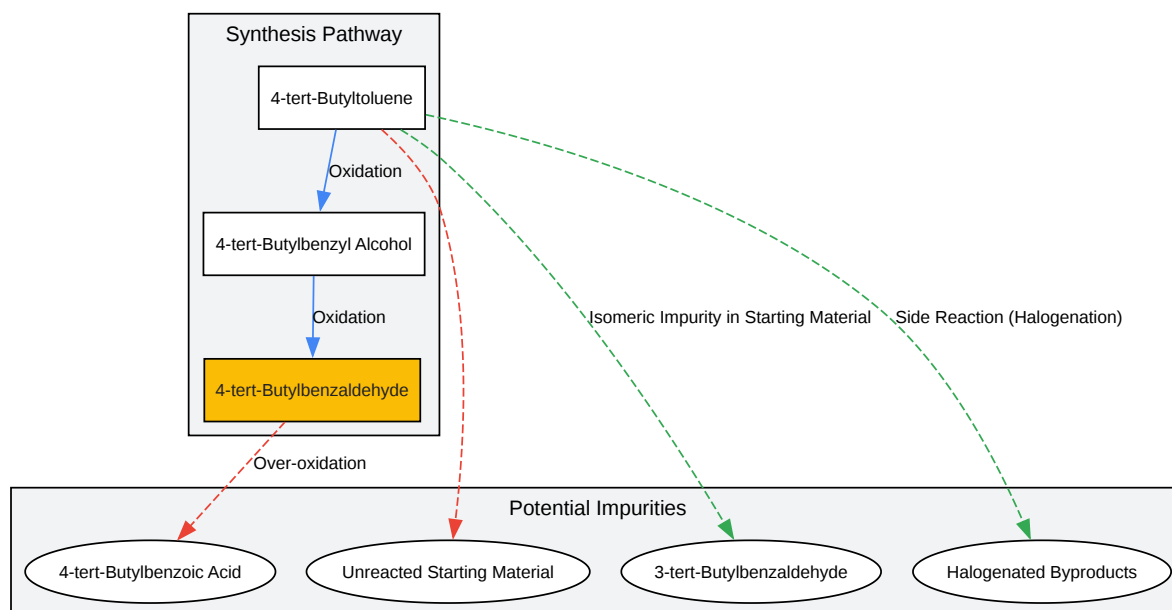 Synthesis Pathway
4-tert-Butyltoluene
Oxidation
4-tert-Butylbenzyl Alcohol
Oxidation
Isomeric Impurity in Starting Material
Side Reaction (Halogenation)
4-tert-Butylbenzaldehyde
Over-oxidation
Potential Impurities
4-tert-Butylbenzoic Acid
Unreacted Starting Material
3-tert-Butylbenzaldehyde
Halogenated Byproducts